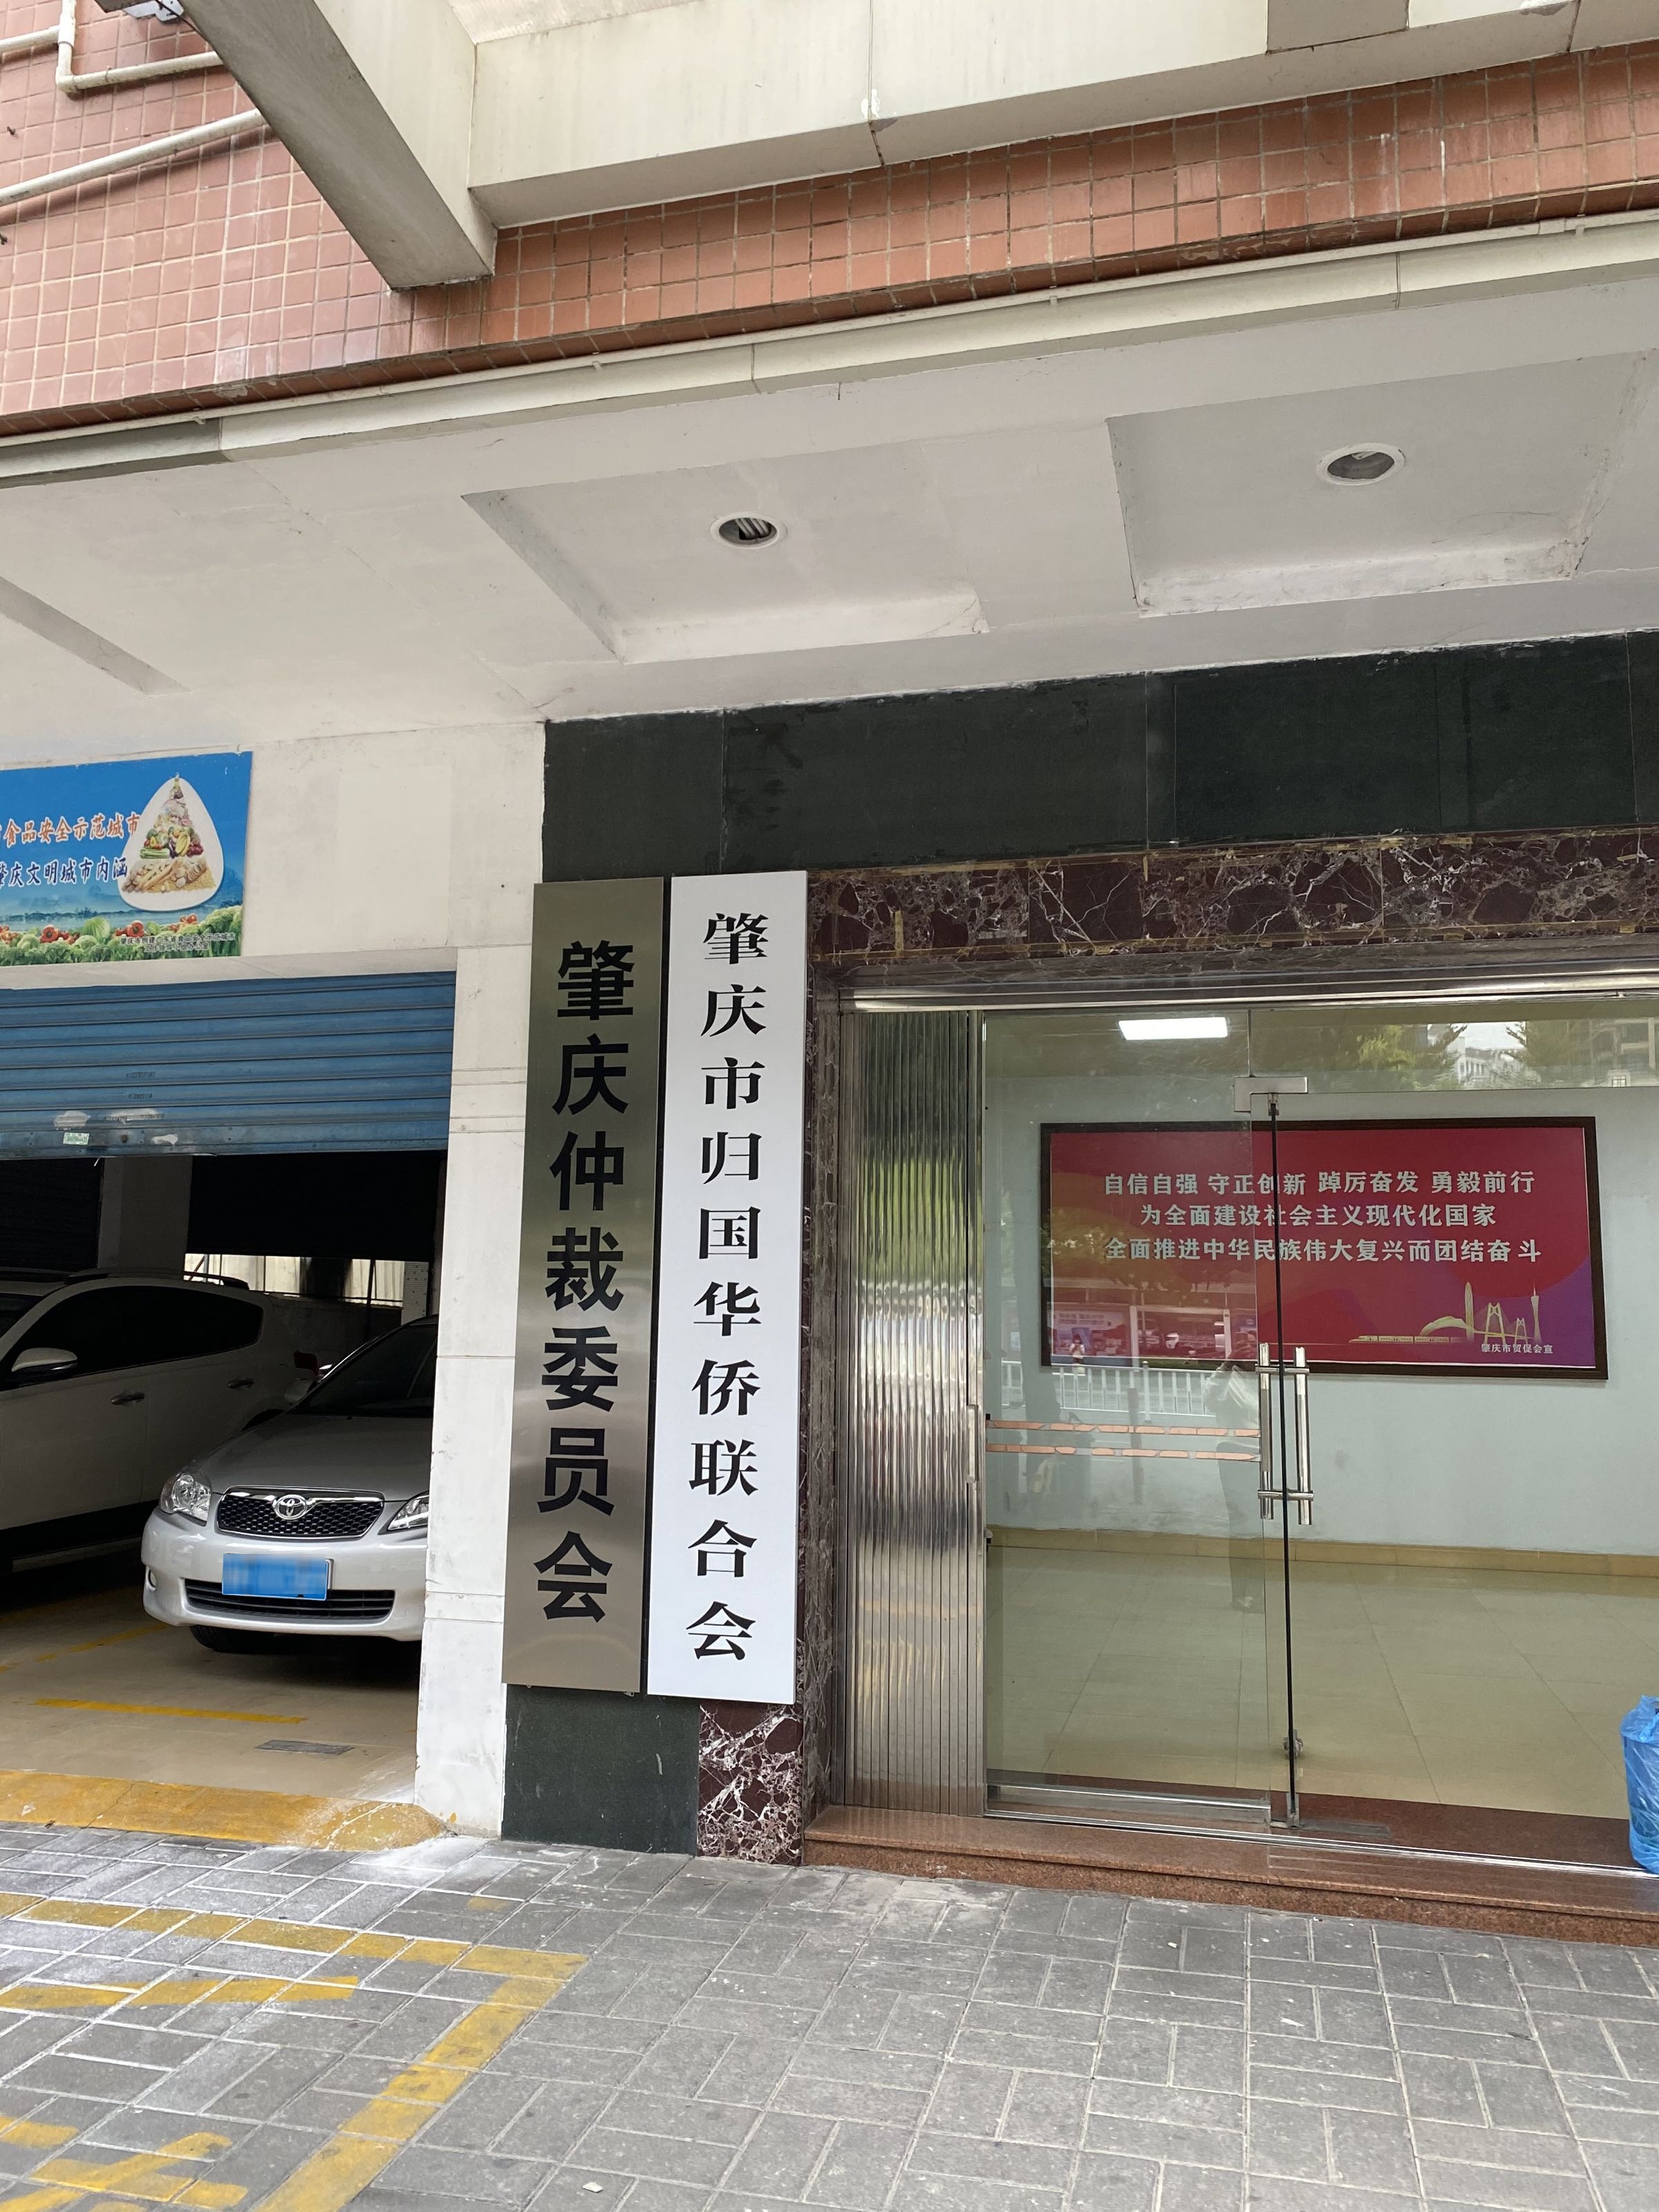 食品安全示范城市
肇庆文明城市内涵
肇庆仲裁委员会
肇庆市归国华侨联合会
自信自强 守正创新 踔厉奋发 勇毅前行
为全面建设社会主义现代化国家
全面推进中华民族伟大复兴而团结奋斗
肇庆市贸促会宣